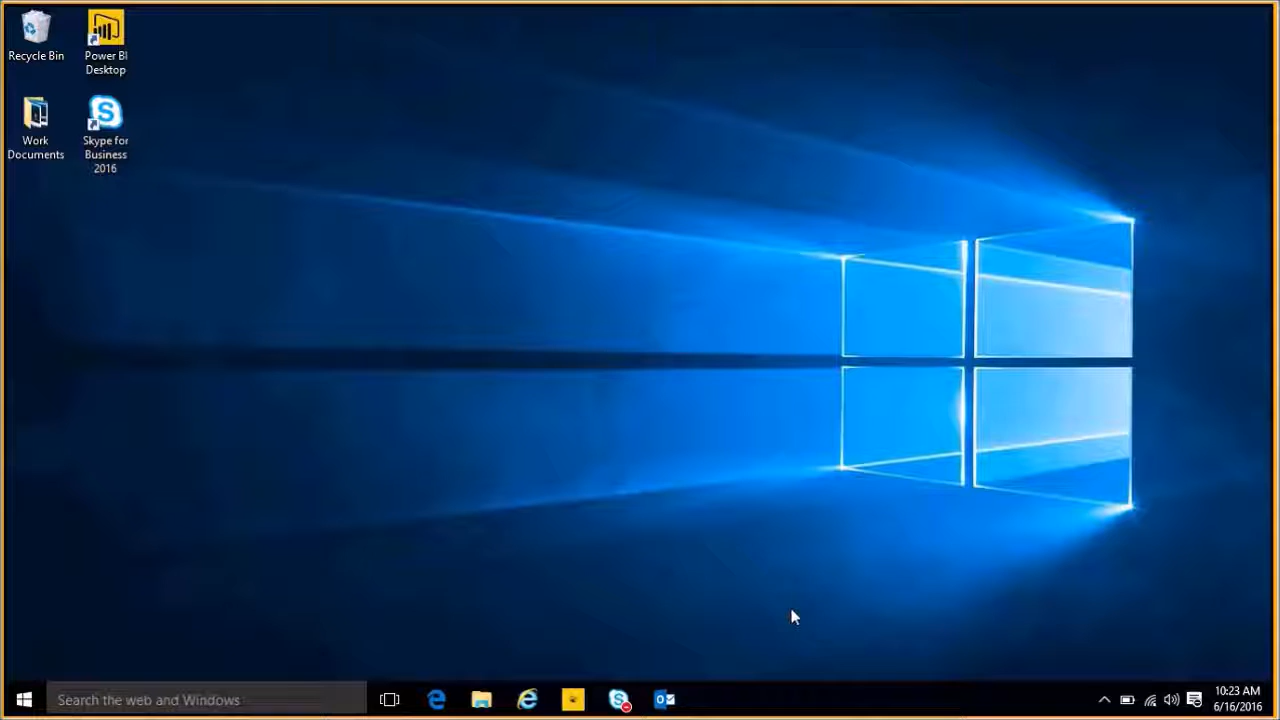 Recycle Bin
Power BI
Desktop
Work
Documents
Skype for
Business
2016
Search the web and Windows
10:23 AM
6/16/2016